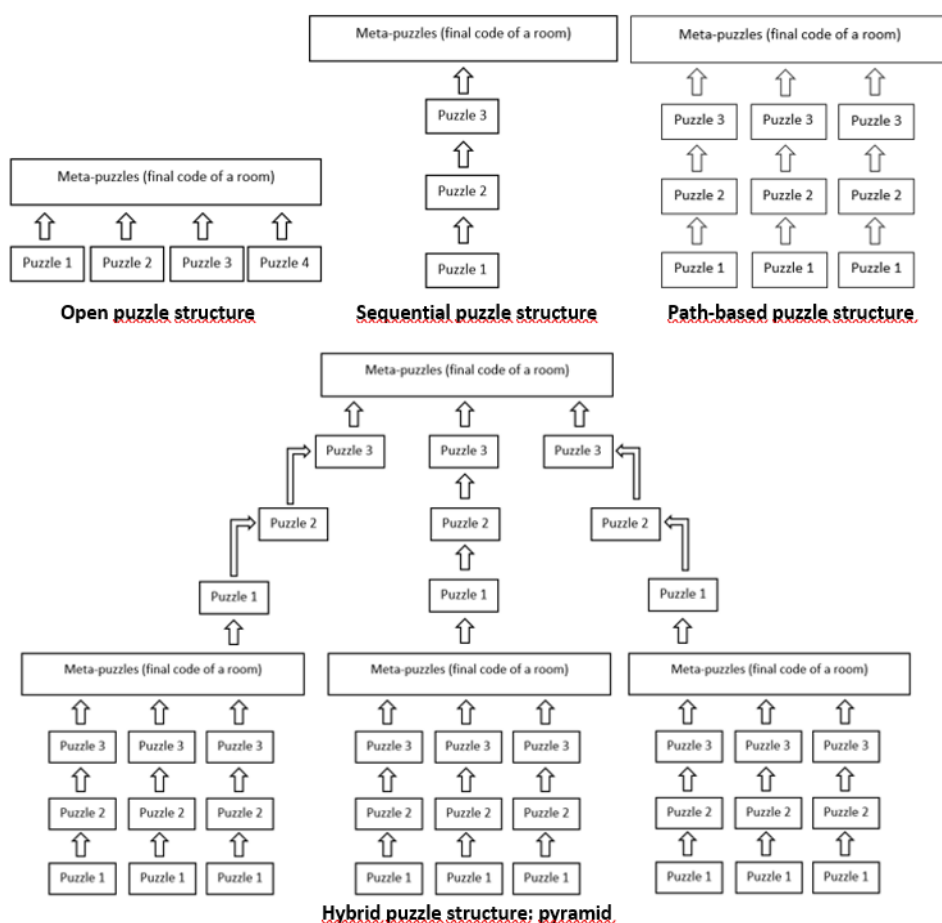 Meta-puzzles (final code of a room)
Puzzle 1 Puzzle 2 Puzzle 3 Puzzle 4
Open puzzle structure
Meta-puzzles (final code of a room)
Puzzle 3
Puzzle 2
Puzzle 1
Sequential puzzle structure
Meta-puzzles (final code of a room)
Puzzle 3 Puzzle 3 Puzzle 3
Puzzle 2 Puzzle 2 Puzzle 2
Puzzle 1 Puzzle 1 Puzzle 1
Path-based puzzle structure
Meta-puzzles (final code of a room)
Puzzle 3 Puzzle 3 Puzzle 3
Puzzle 2 Puzzle 2 Puzzle 2
Puzzle 1 Puzzle 1 Puzzle 1
Meta-puzzles (final code of a room) Meta-puzzles (final code of a room) Meta-puzzles (final code of a room)
Puzzle 3 Puzzle 3 Puzzle 3 Puzzle 3 Puzzle 3 Puzzle 3 Puzzle 3 Puzzle 3 Puzzle 3
Puzzle 2 Puzzle 2 Puzzle 2 Puzzle 2 Puzzle 2 Puzzle 2 Puzzle 2 Puzzle 2 Puzzle 2
Puzzle 1 Puzzle 1 Puzzle 1 Puzzle 1 Puzzle 1 Puzzle 1 Puzzle 1 Puzzle 1 Puzzle 1
Hybrid puzzle structure: pyramid